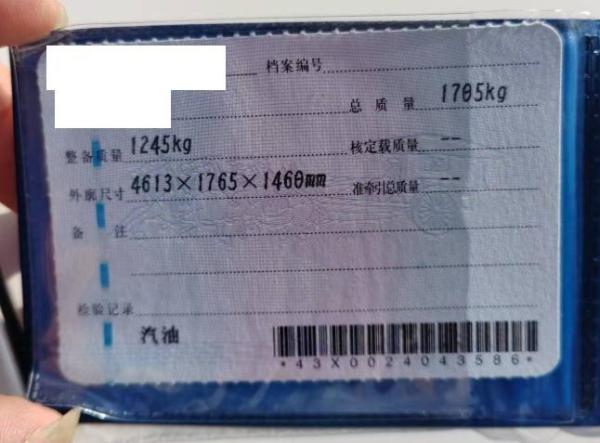 档案编号
总质量 1705kg
整备质量 1245kg 核定载质量 --
外廓尺寸 4613×1765×1460mm 准牵引总质量 --
备注
检验记录
汽油
*43X0024043586*